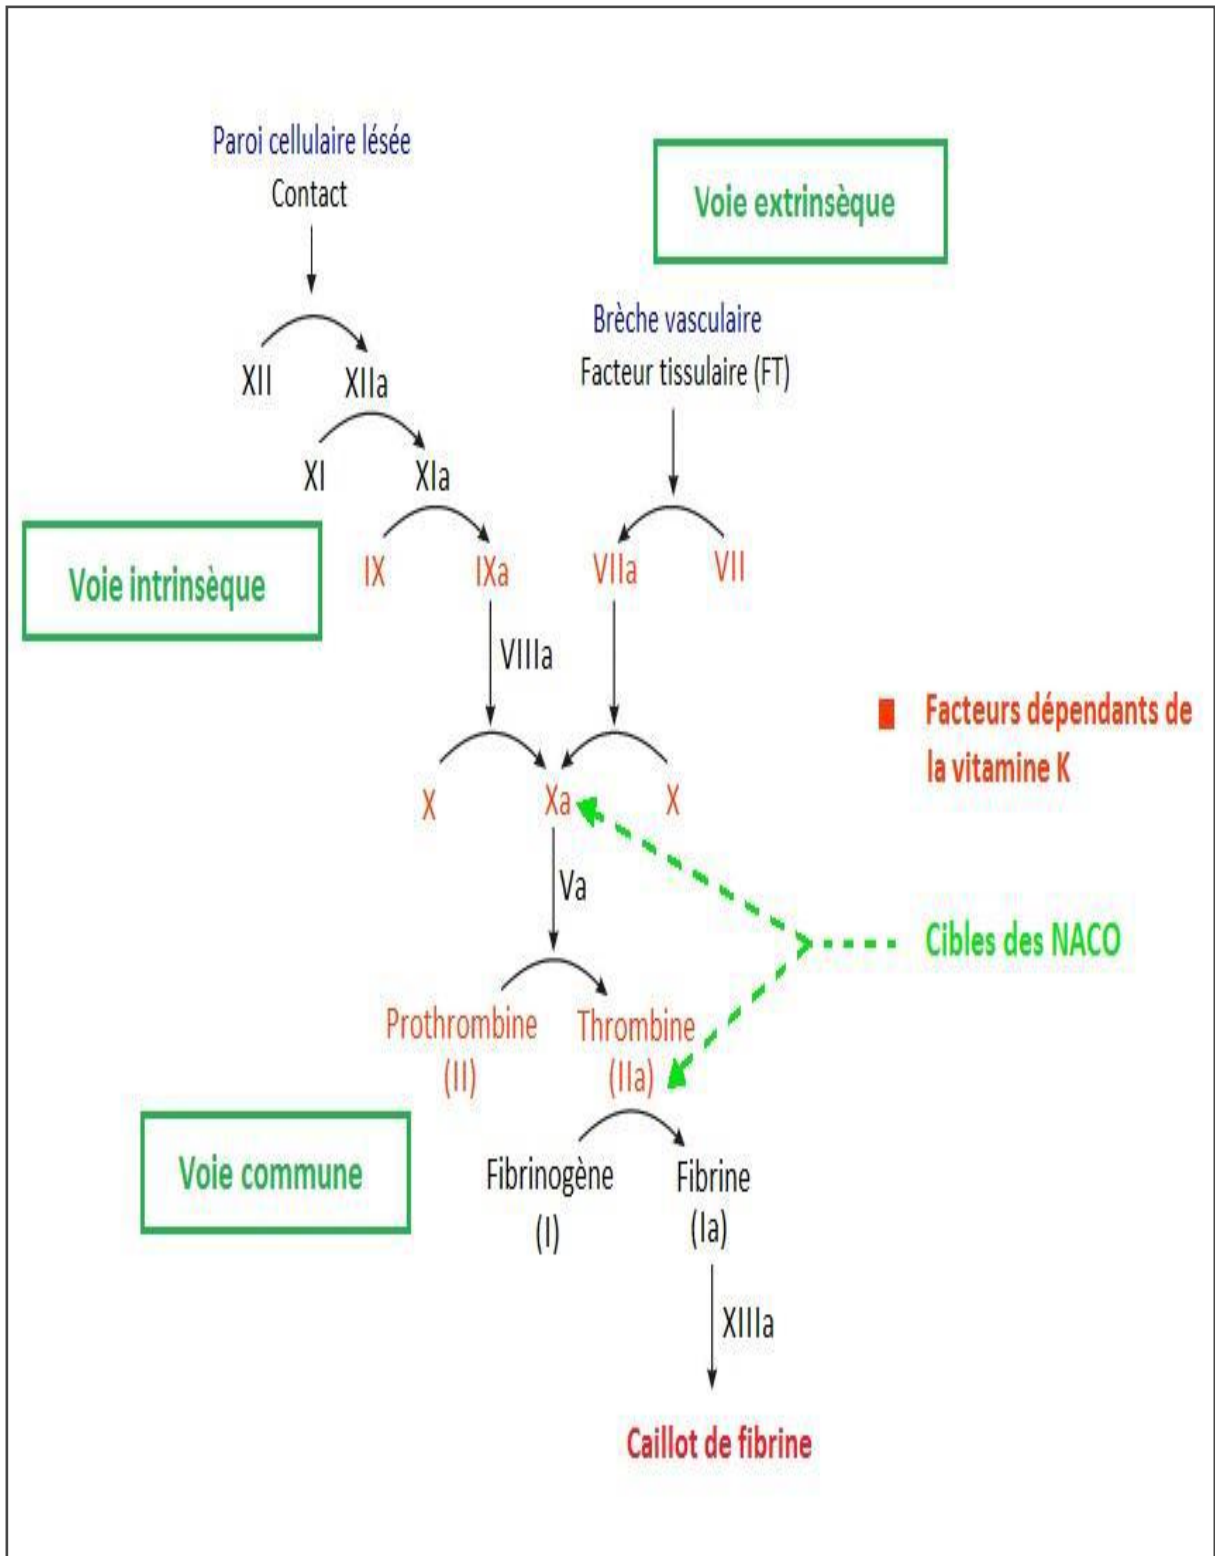 Paroi cellulaire lésée
Contact
Voie extrinsèque
Brèche vasculaire
Facteur tissulaire (FT)
XII
XIIa
XI
XIa
Voie intrinsèque
IX
IXa
VIIa
VII
VIIIa
Facteurs dépendants de
la vitamine K
X
Xa
X
Va
Cibles des NACO
Prothrombine
(II)
Thrombine
(IIa)
Voie commune
Fibrinogène
(I)
Fibrine
(Ia)
XIIIa
Caillot de fibrine